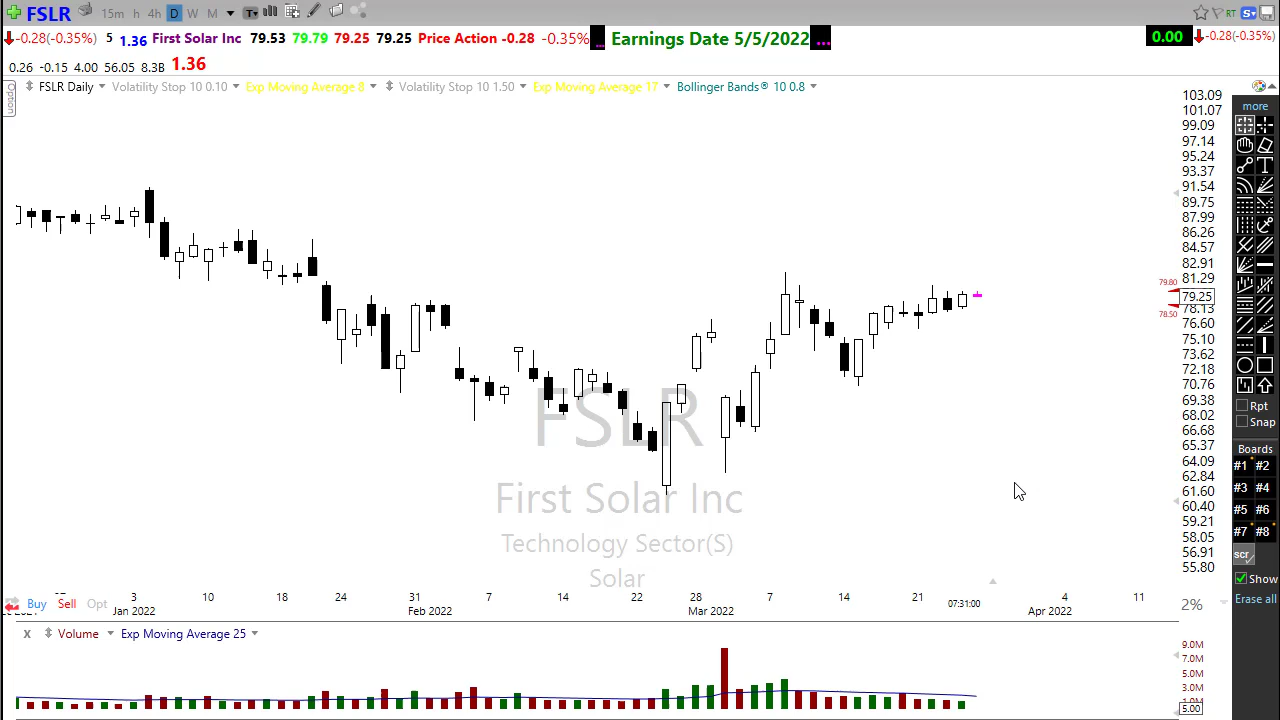 FSLR 15m h 4h D W M T RT S
-0.28(-0.35%) 5 1.36 First Solar Inc 79.53 79.79 79.25 79.25 Price Action -0.28 -0.35% ... Earnings Date 5/5/2022 ... 0.00 -0.28(-0.35%)
0.26 -0.15 4.00 56.05 8.3B 1.36
Option
FSLR Daily Volatility Stop 10 0.10 Exp Moving Average 8 Volatility Stop 10 1.50 Exp Moving Average 17 Bollinger Bands® 10 0.8
103.09
101.07
99.09
97.14
95.24
93.37
91.54
89.75
87.99
86.26
84.57
82.91
81.29
79.80
79.25
78.13
78.50
76.60
75.10
73.62
72.18
70.76
69.38
68.02
66.68
65.37
64.09
62.84
61.60
60.40
59.21
58.05
56.91
55.80
more
Rpt
Snap
Boards
#1 #2
#3 #4
#5 #6
#7 #8
scr
Show
Erase all
FSLR
First Solar Inc
Technology Sector(S)
Solar
Buy Sell Opt
3 10 18 24 31 7 14 22 28 7 14 21 07:31:00 4 11
Jan 2022 Feb 2022 Mar 2022 Apr 2022
2%
X Volume Exp Moving Average 25
9.0M
7.0M
5.0M
3.0M
1.0M
5.00